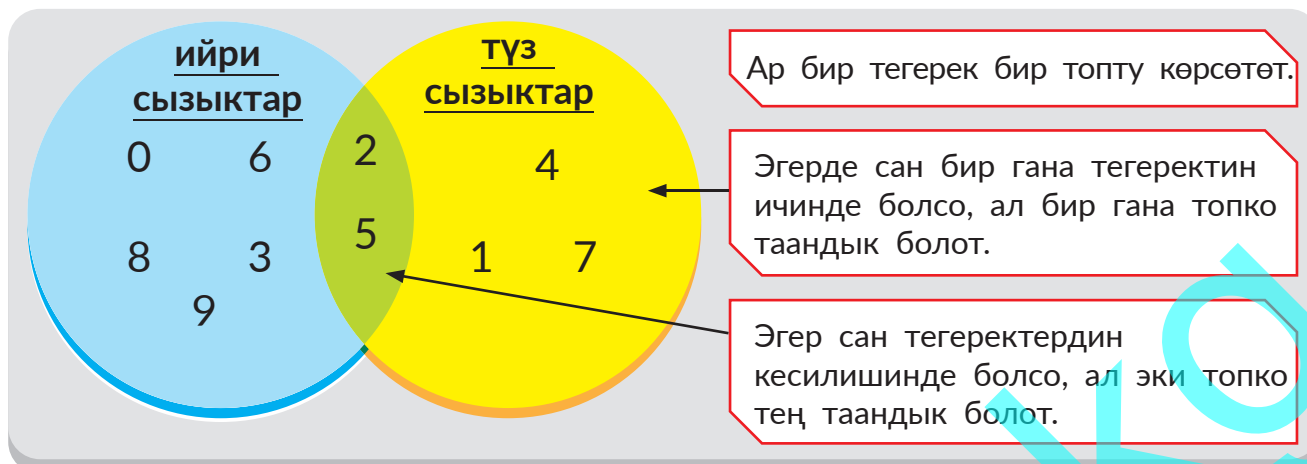 ийри
сызыктар
0 6
8 3
9
2
5
түз
сызыктар
4
1 7
Ар бир тегерек бир топту көрсөтөт.
Эгерде сан бир гана тегеректин
ичинде болсо, ал бир гана топко
таандык болот.
Эгер сан тегеректердин
кесилишинде болсо, ал эки топко
тең таандык болот.